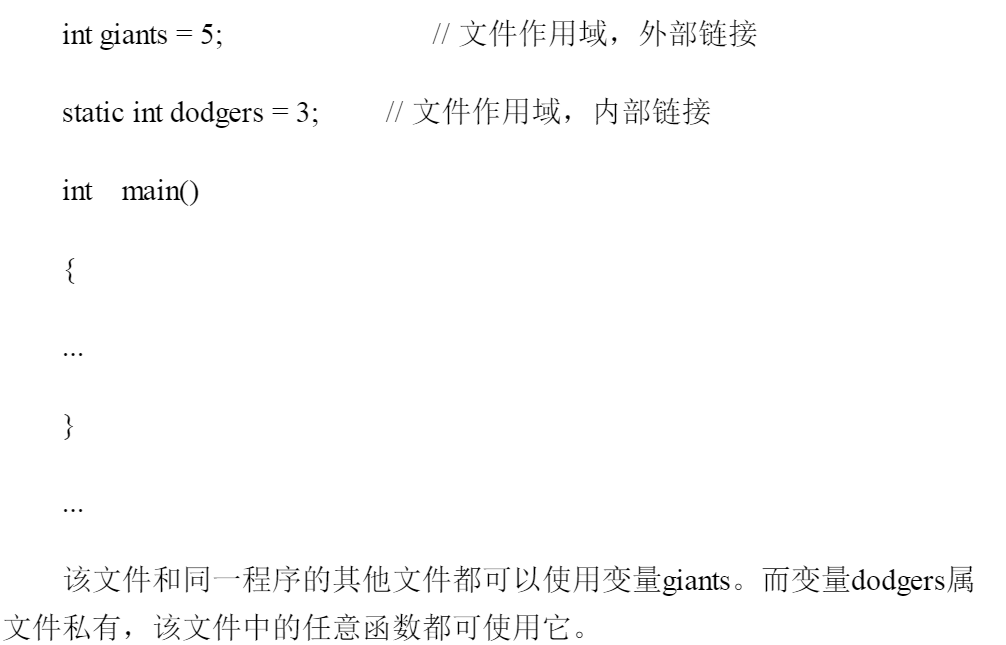 int giants = 5; // 文件作用域，外部链接
static int dodgers = 3; // 文件作用域，内部链接
int main()
{
...
}
...
该文件和同一程序的其他文件都可以使用变量giants。而变量dodgers属
文件私有，该文件中的任意函数都可使用它。